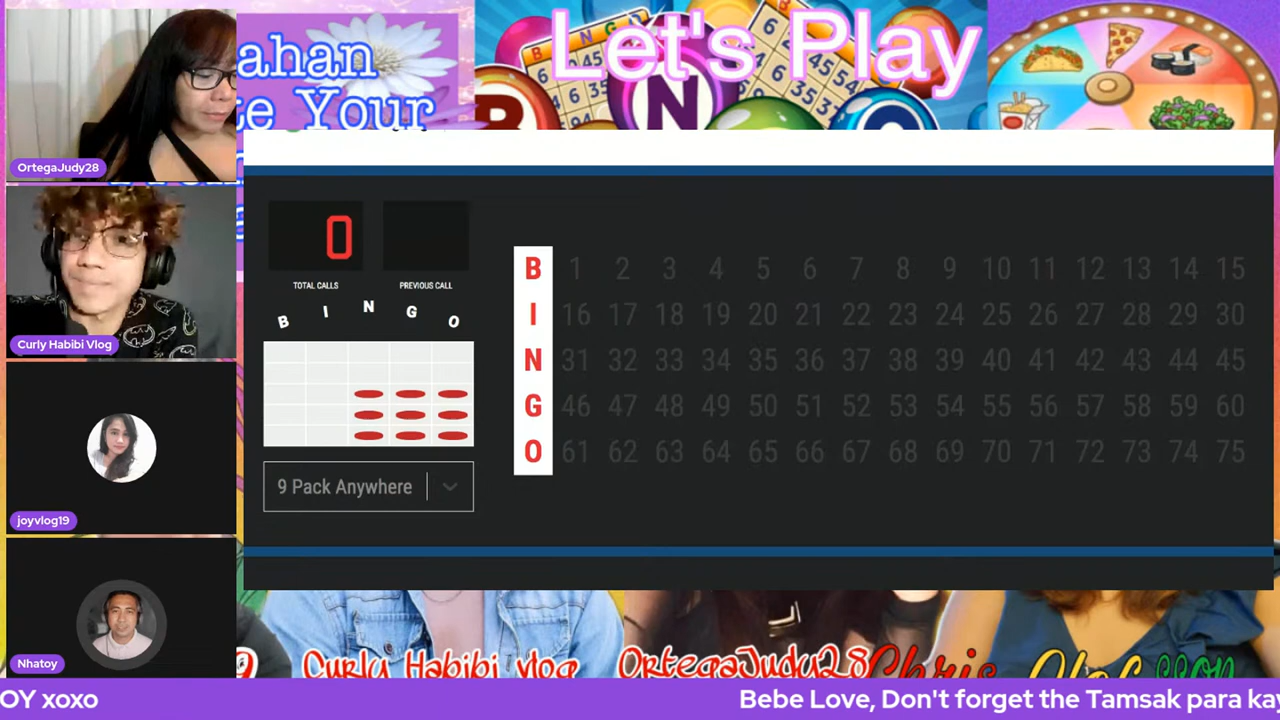 ahan
te Your
Let's Play
OrtegaJudy28
Curly Habibi Vlog
joyvlog19
Nhatoy
0
TOTAL CALLS
PREVIOUS CALL
B I N G O
9 Pack Anywhere
B 1 2 3 4 5 6 7 8 9 10 11 12 13 14 15
I 16 17 18 19 20 21 22 23 24 25 26 27 28 29 30
N 31 32 33 34 35 36 37 38 39 40 41 42 43 44 45
G 46 47 48 49 50 51 52 53 54 55 56 57 58 59 60
O 61 62 63 64 65 66 67 68 69 70 71 72 73 74 75
Curly Habibi vlog
OrtegaJudy28
Chris
OY xoxo
Bebe Love, Don't forget the Tamsak para kay